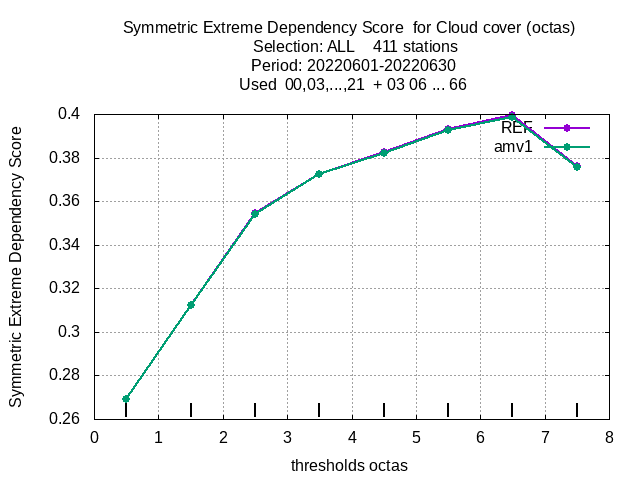 Symmetric Extreme Dependency Score  for Cloud cover (octas)
Selection: ALL    411 stations
Period: 20220601-20220630
Used  00,03,...,21  + 03 06 ... 66
Symmetric Extreme Dependency Score
0.4
0.38
0.36
0.34
0.32
0.3
0.28
0.26
REF
amv1
0 1 2 3 4 5 6 7 8
thresholds octas